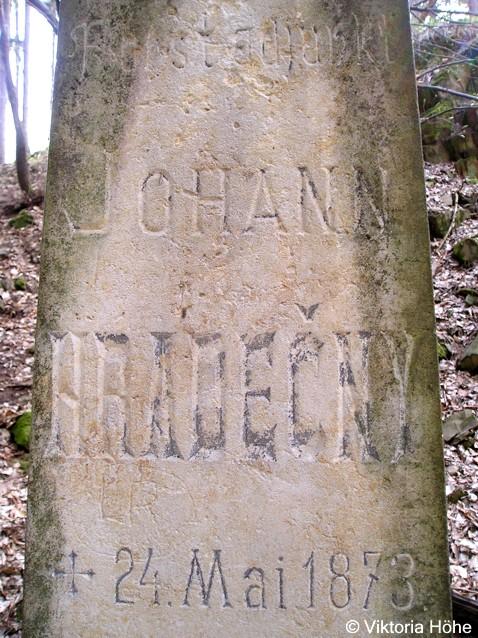 JOHANN
HRADEČNY
† 24. Mai 1873.
© Viktoria Höhe